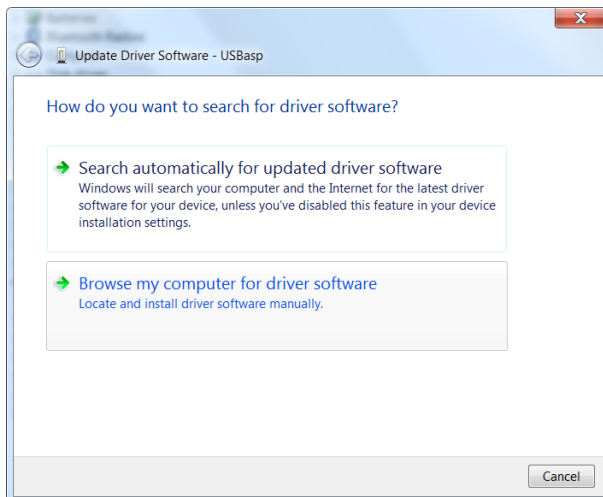 Batteries
Bluetooth Radios
Update Driver Software - USBasp
How do you want to search for driver software?
Search automatically for updated driver software
Windows will search your computer and the Internet for the latest driver
software for your device, unless you've disabled this feature in your device
installation settings.
Browse my computer for driver software
Locate and install driver software manually.
Cancel